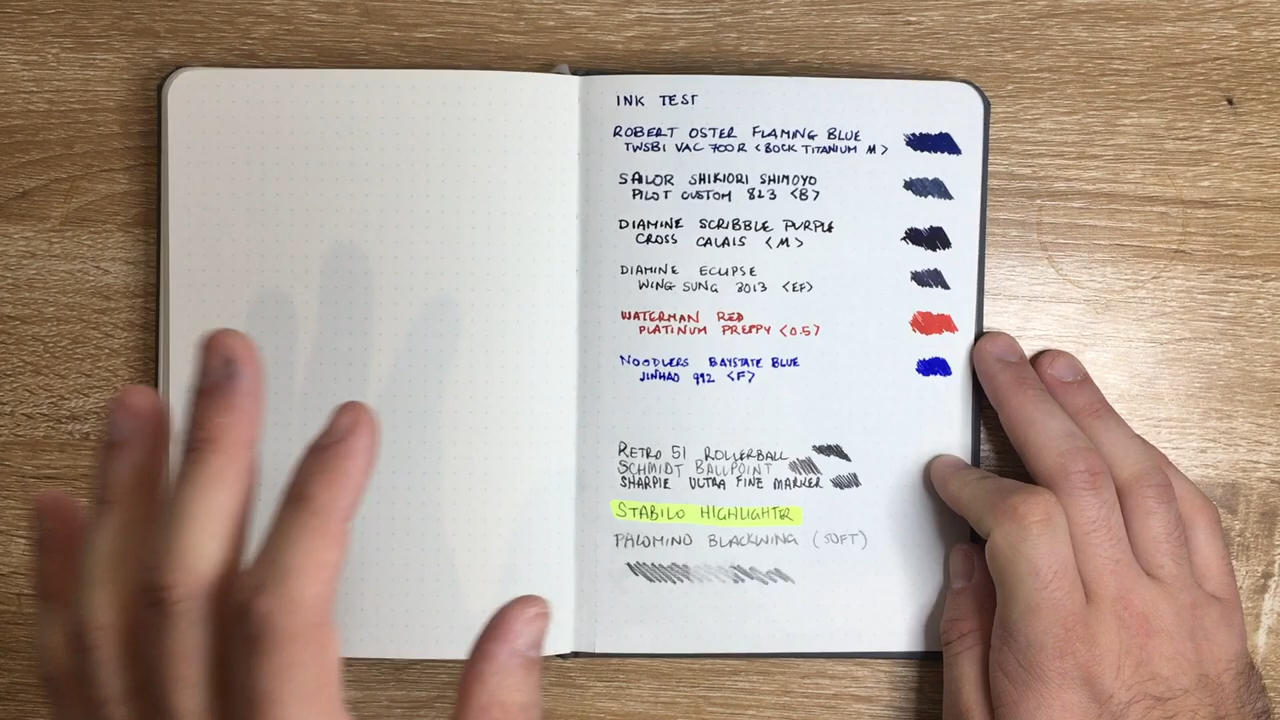 INK TEST
ROBERT OSTER FLAMING BLUE
TWSBI VAC 700R <BOCK TITANIUM M>
SAILOR SHIKIORI SHIMOYO
PILOT CUSTOM 823 <B>
DIAMINE SCRIBBLE PURPLE
CROSS CALAIS <M>
DIAMINE ECLIPSE
WING SUNG 3013 <EF>
WATERMAN RED
PLATINUM PREPPY <0.5>
NOODLERS BAYSTATE BLUE
JINHAO 992 <F>
RETRO 51 ROLLERBALL
SCHMIDT BALLPOINT
SHARPIE ULTRA FINE MARKER
STABILO HIGHLIGHTER
PALOMINO BLACKWING (SOFT)